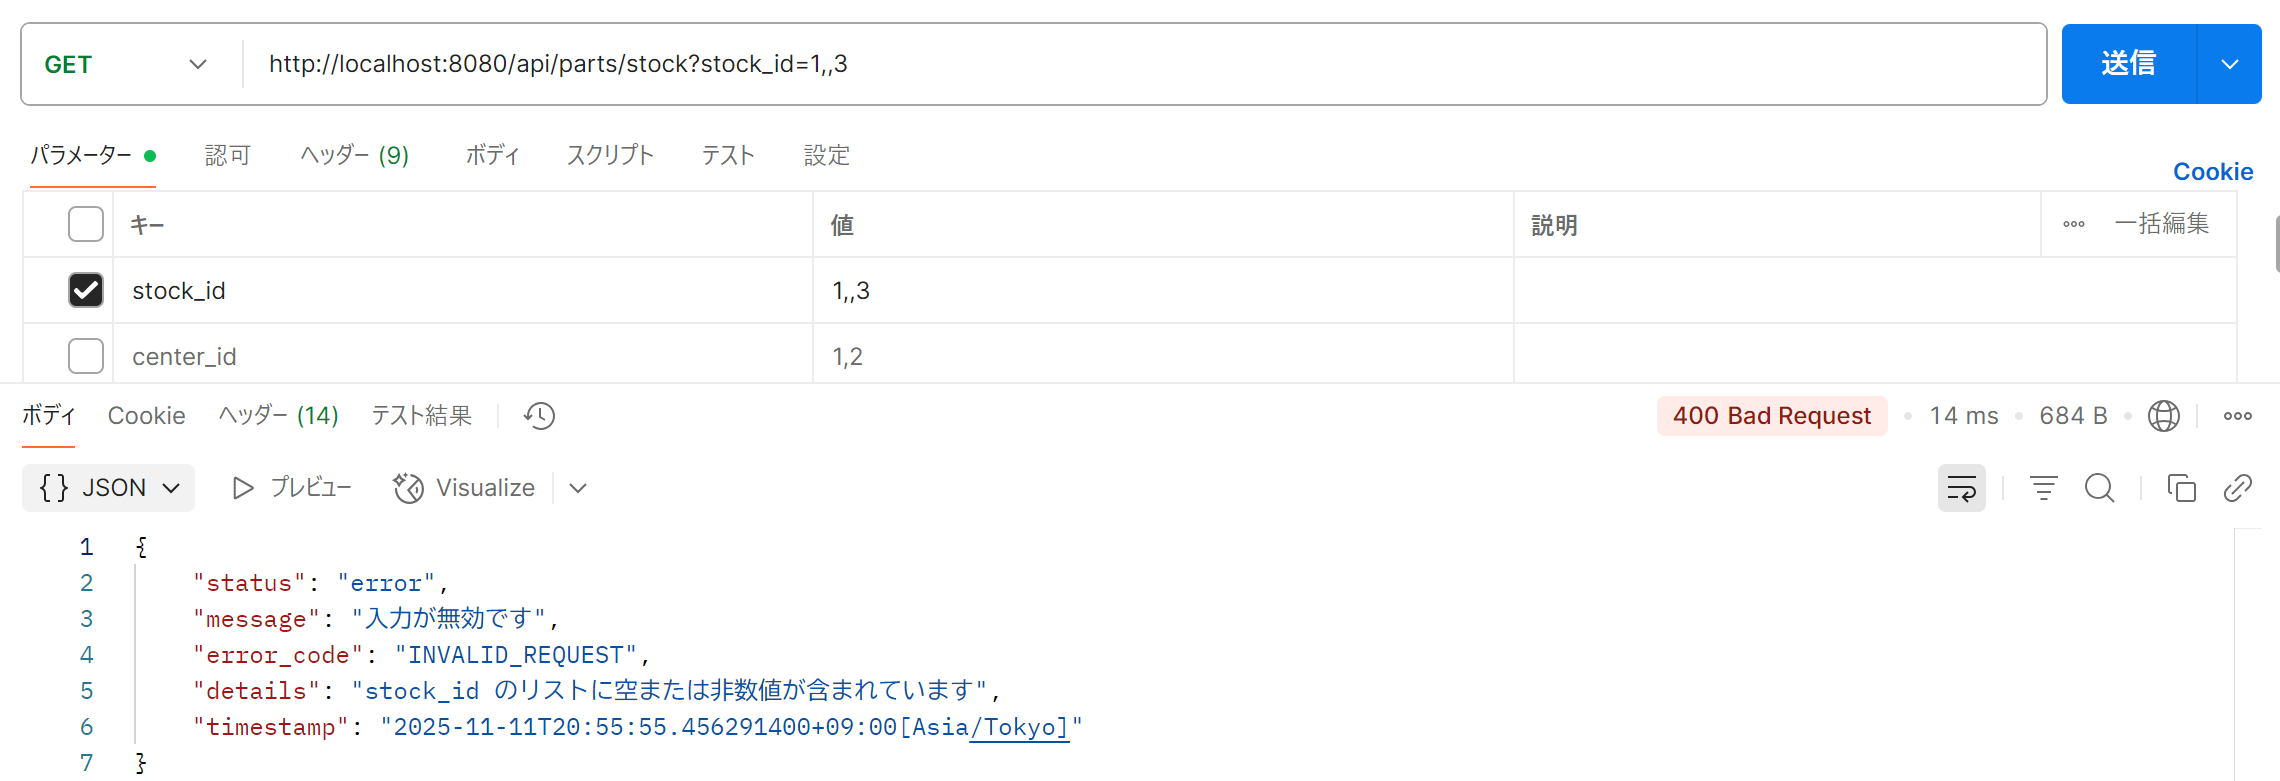 GET http://localhost:8080/api/parts/stock?stock_id=1,,3 送信
パラメーター 認可 ヘッダー (9) ボディ スクリプト テスト 設定 Cookie
キー 値 説明 一括編集
stock_id 1,,3
center_id 1,2
ボディ Cookie ヘッダー (14) テスト結果 400 Bad Request 14 ms 684 B
{} JSON プレビュー Visualize
1 {
2 "status": "error",
3 "message": "入力が無効です",
4 "error_code": "INVALID_REQUEST",
5 "details": "stock_id のリストに空または非数値が含まれています",
6 "timestamp": "2025-11-11T20:55:55.456291400+09:00[Asia/Tokyo]"
7 }